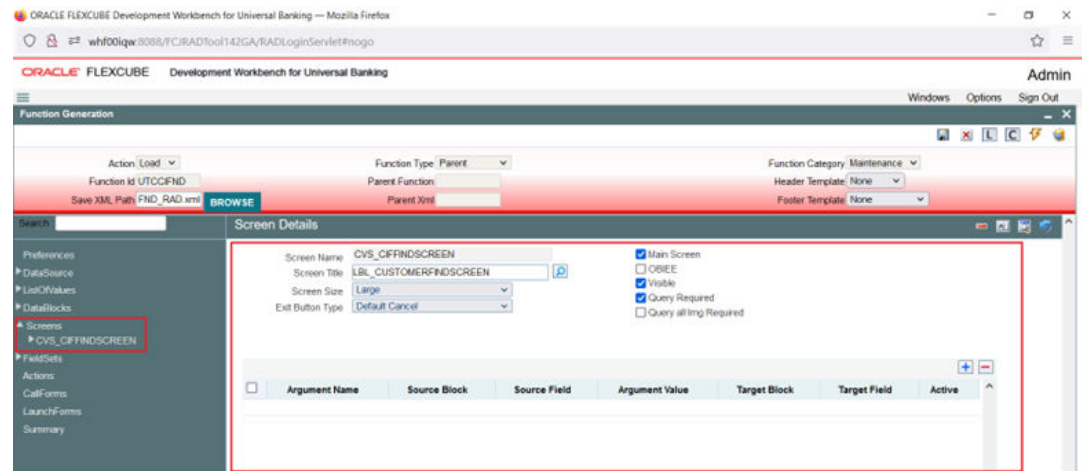 ORACLE FLEXCUBE Development Workbench for Universal Banking — Mozilla Firefox
whf00iqw:8088/FCJRADTool142GA/RADLoginServlet#nogo
ORACLE FLEXCUBE Development Workbench for Universal Banking Admin
Windows Options Sign Out
Function Generation
L C
Action Load Function Type Parent Function Category Maintenance
Function Id UTCCIFND Parent Function Header Template None
Save XML Path FND_RAD.xml BROWSE Parent Xml Footer Template None
Search Screen Details
Preferences
DataSource
ListOfValues
DataBlocks
Screens
CVS_CIFFINDSCREEN
FieldSets
Actions
CallForms
LaunchForms
Summary
Screen Name CVS_CIFFINDSCREEN Main Screen
Screen Title LBL_CUSTOMERFINDSCREEN OBIEE
Screen Size Large Visible
Exit Button Type Default Cancel Query Required
Query all Img Required
Argument Name Source Block Source Field Argument Value Target Block Target Field Active